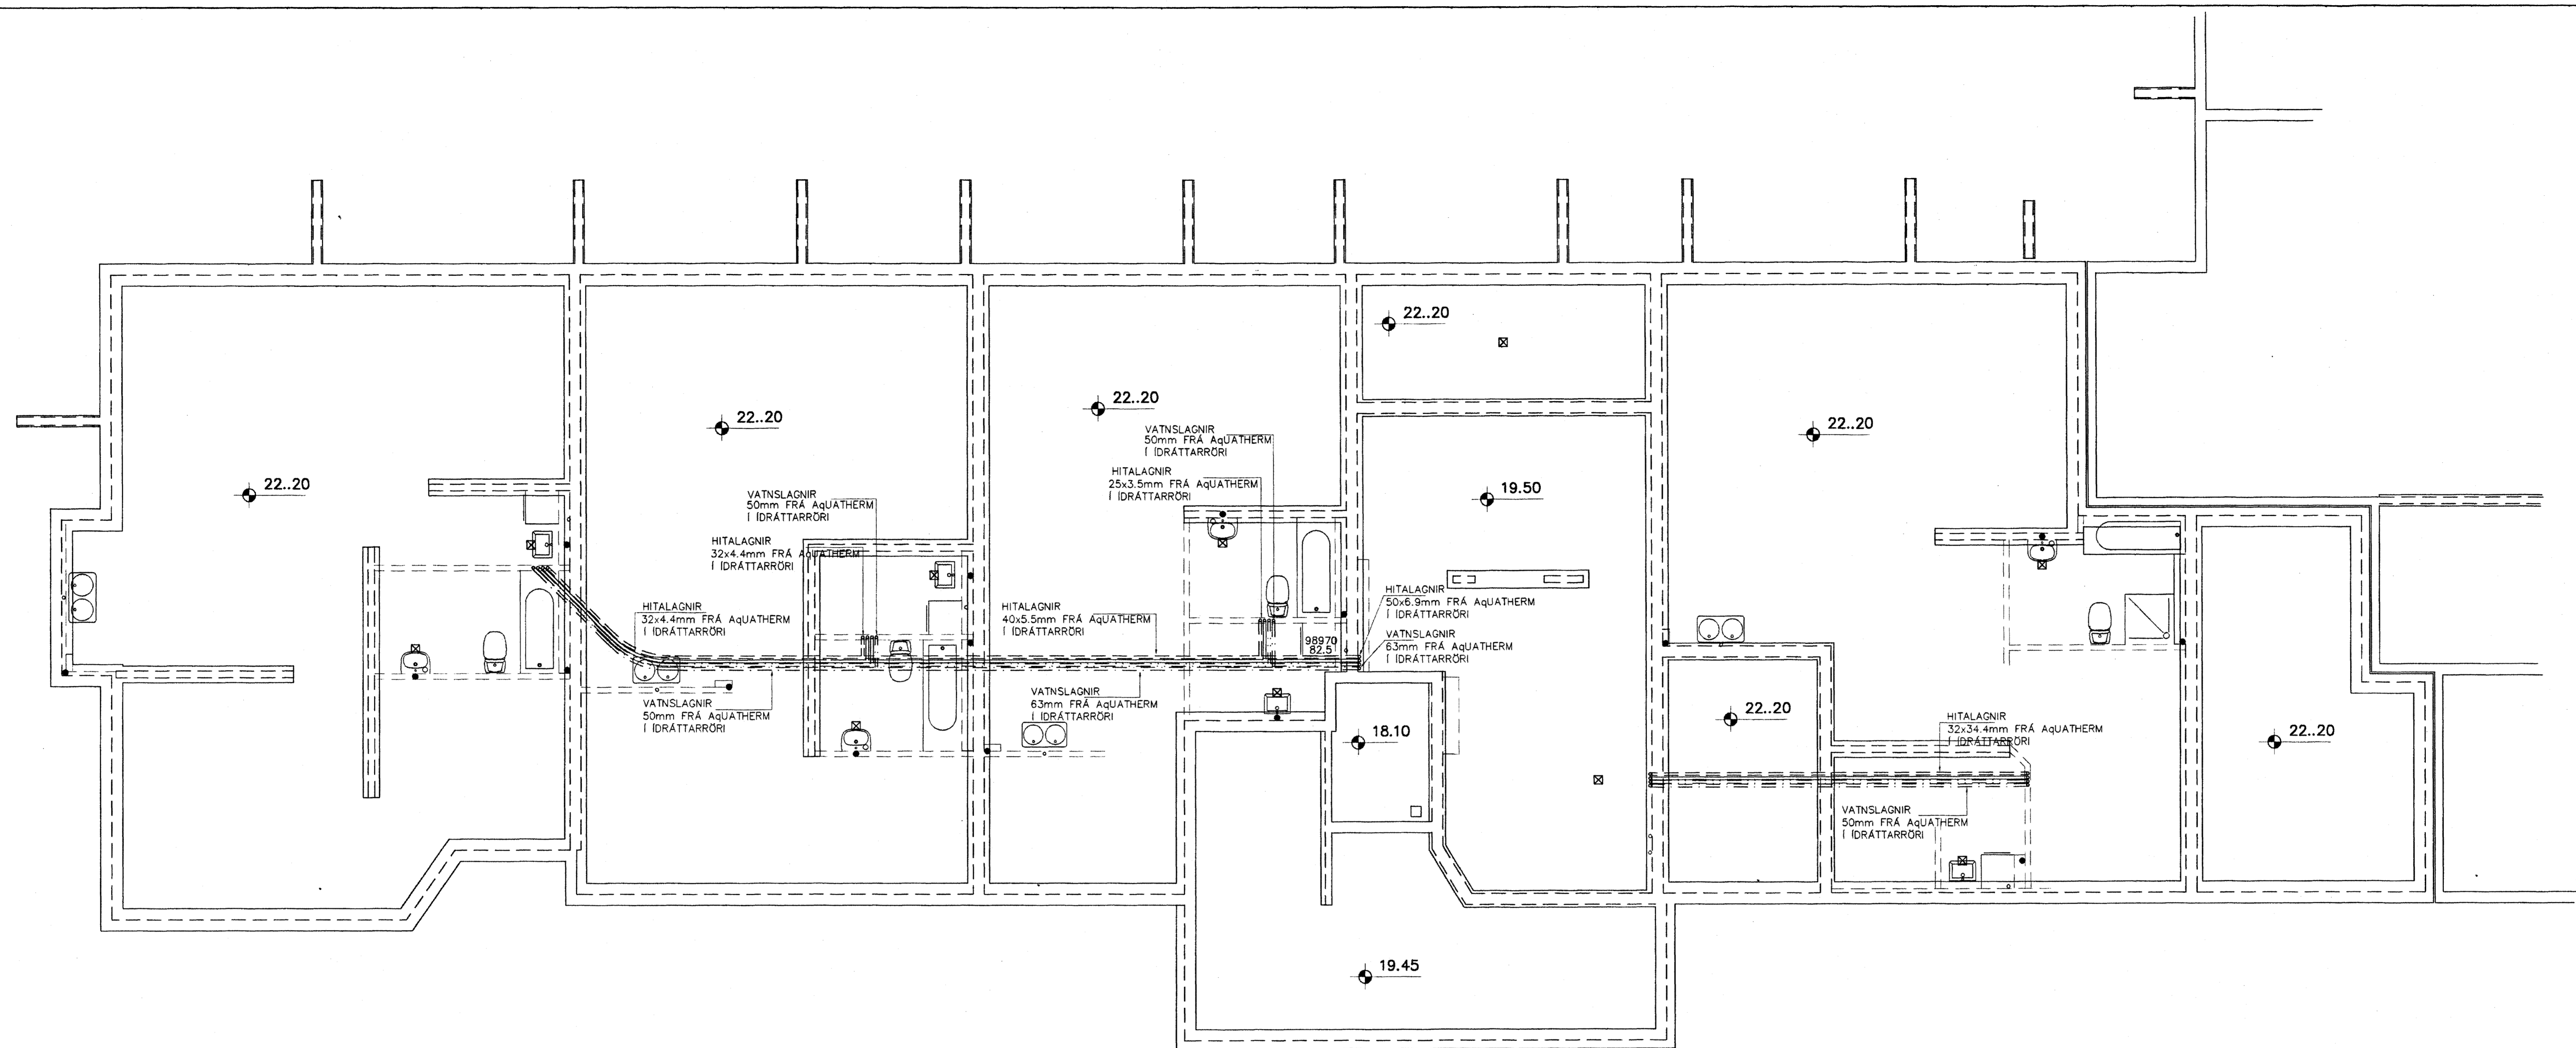 22..20
22..20
22..20
VATNSLAGNIR
50mm FRÁ AqUATHERM
Í ÍDRÁTTARRÖRI
22..20
HITALAGNIR
25x3.5mm FRÁ AqUATHERM
Í ÍDRÁTTARRÖRI
22..20
VATNSLAGNIR
50mm FRÁ AqUATHERM
Í ÍDRÁTTARRÖRI
19.50
HITALAGNIR
32x4.4mm FRÁ AqUATHERM
Í ÍDRÁTTARRÖRI
HITALAGNIR
50x6.9mm FRÁ AqUATHERM
Í ÍDRÁTTARRÖRI
HITALAGNIR
32x4.4mm FRÁ AqUATHERM
Í ÍDRÁTTARRÖRI
HITALAGNIR
40x5.5mm FRÁ AqUATHERM
Í ÍDRÁTTARRÖRI
98970
82.5
VATNSLAGNIR
63mm FRÁ AqUATHERM
Í ÍDRÁTTARRÖRI
VATNSLAGNIR
50mm FRÁ AqUATHERM
Í ÍDRÁTTARRÖRI
VATNSLAGNIR
63mm FRÁ AqUATHERM
Í ÍDRÁTTARRÖRI
18.10
22..20
HITALAGNIR
32x34.4mm FRÁ AqUATHERM
Í ÍDRÁTTARRÖRI
22..20
VATNSLAGNIR
50mm FRÁ AqUATHERM
Í ÍDRÁTTARRÖRI
19.45